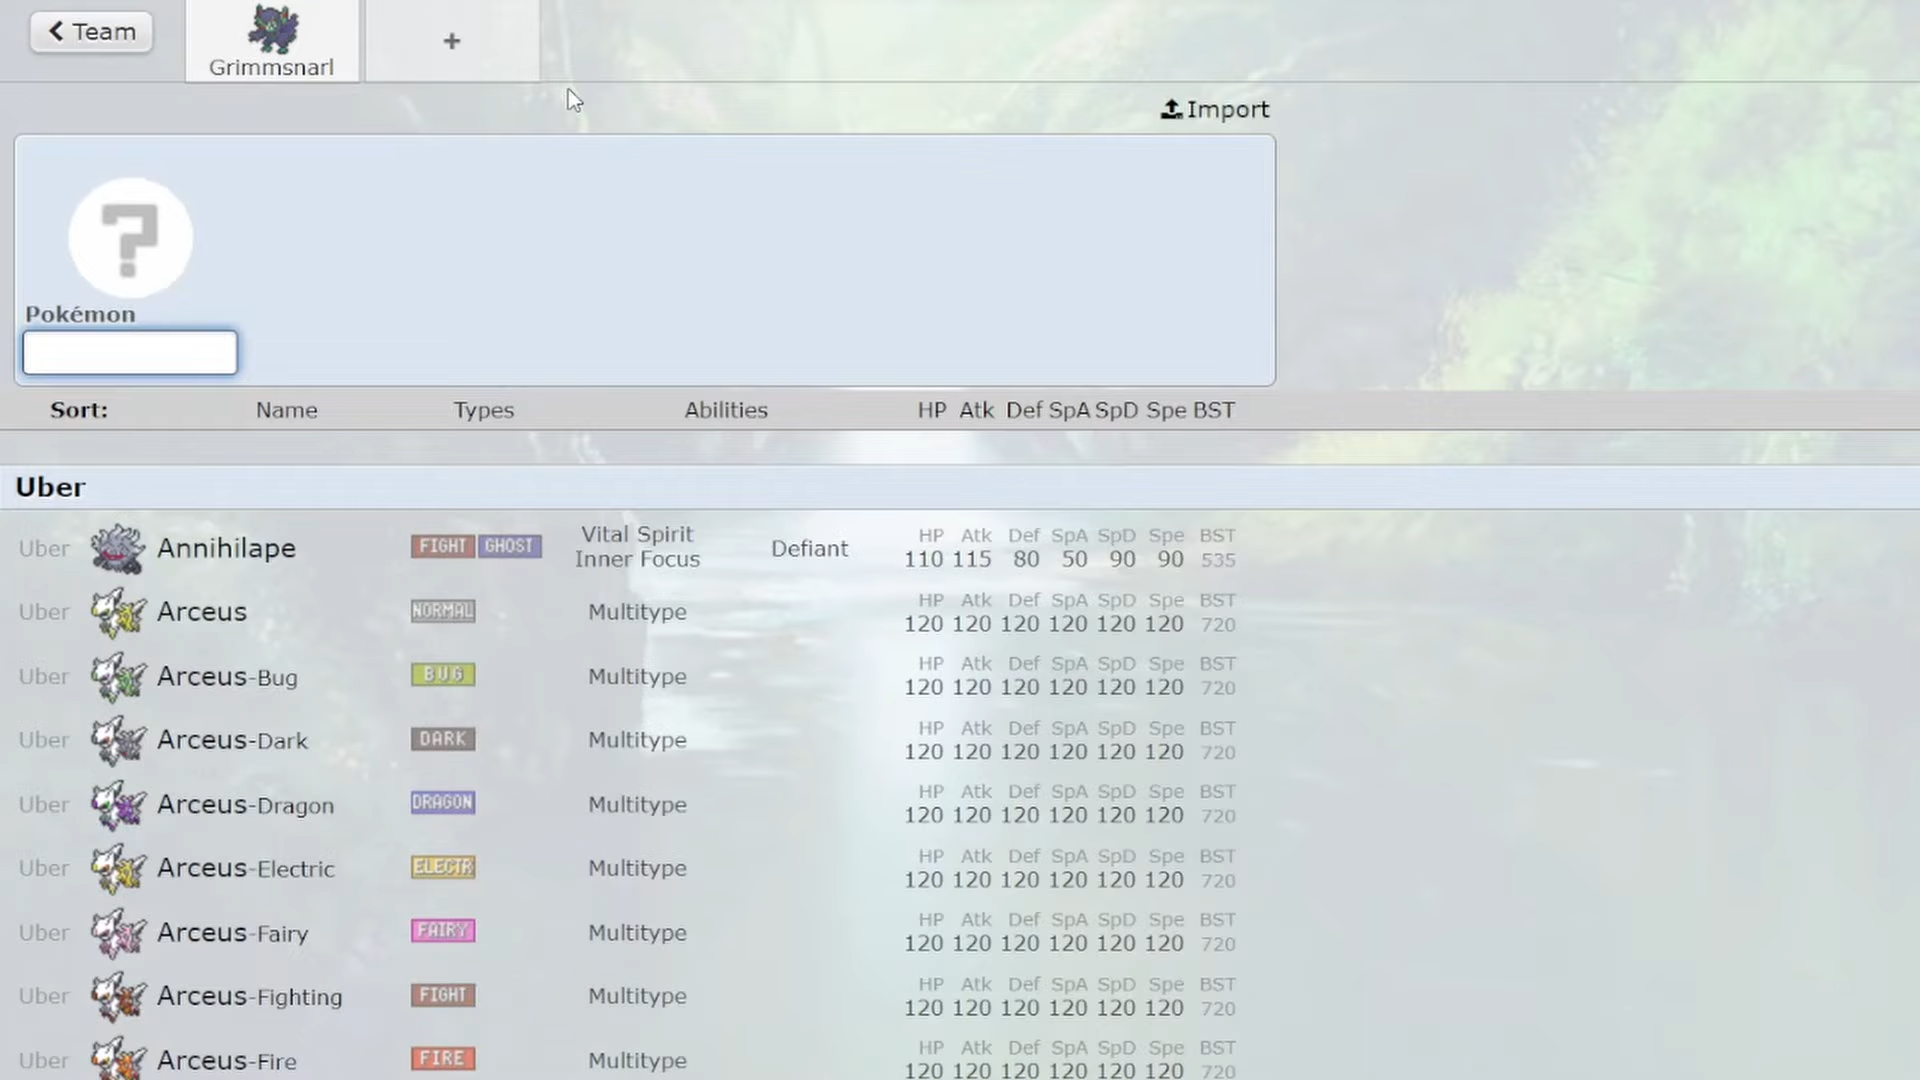 Team
Grimmsnarl
+
Import
?
Pokémon
Sort: Name Types Abilities HP Atk Def SpA SpD Spe BST
Uber
Uber Annihilape FIGHT GHOST Vital Spirit Inner Focus Defiant HP 110 Atk 115 Def 80 SpA 50 SpD 90 Spe 90 BST 535
Uber Arceus NORMAL Multitype HP 120 Atk 120 Def 120 SpA 120 SpD 120 Spe 120 BST 720
Uber Arceus-Bug BUG Multitype HP 120 Atk 120 Def 120 SpA 120 SpD 120 Spe 120 BST 720
Uber Arceus-Dark DARK Multitype HP 120 Atk 120 Def 120 SpA 120 SpD 120 Spe 120 BST 720
Uber Arceus-Dragon DRAGON Multitype HP 120 Atk 120 Def 120 SpA 120 SpD 120 Spe 120 BST 720
Uber Arceus-Electric ELECTR Multitype HP 120 Atk 120 Def 120 SpA 120 SpD 120 Spe 120 BST 720
Uber Arceus-Fairy FAIRY Multitype HP 120 Atk 120 Def 120 SpA 120 SpD 120 Spe 120 BST 720
Uber Arceus-Fighting FIGHT Multitype HP 120 Atk 120 Def 120 SpA 120 SpD 120 Spe 120 BST 720
Uber Arceus-Fire FIRE Multitype HP 120 Atk 120 Def 120 SpA 120 SpD 120 Spe 120 BST 720